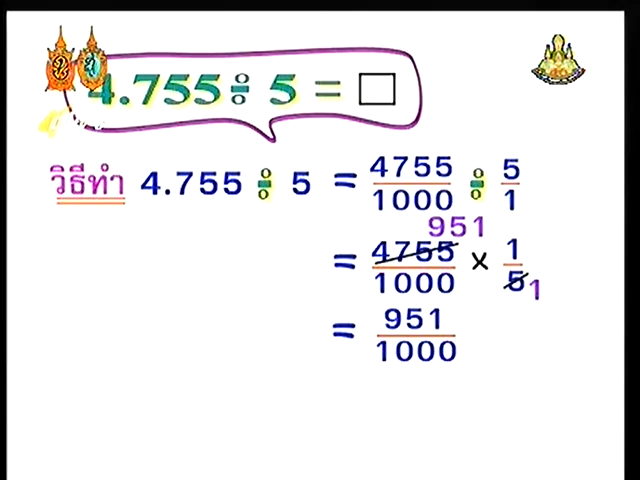 4.755 ÷ 5 = □
วิธีทำ 4.755 ÷ 5 = 4755/1000 ÷ 5/1
951
= 4755/1000 × 1/5 1
= 951/1000